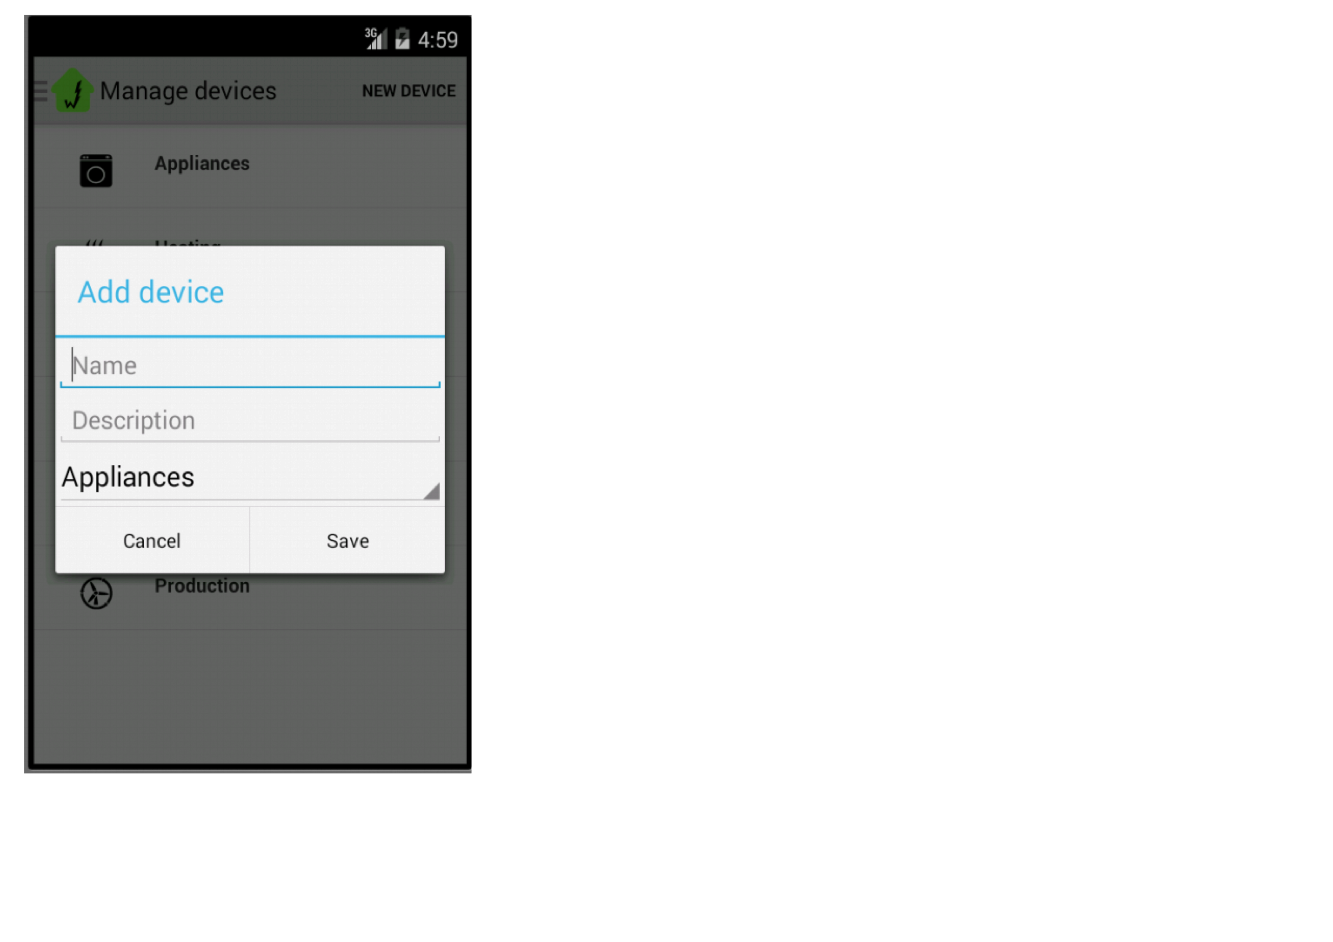 3G 4:59
Manage devices NEW DEVICE
Appliances
Heating
Add device
Name
Description
Appliances
Cancel Save
Production